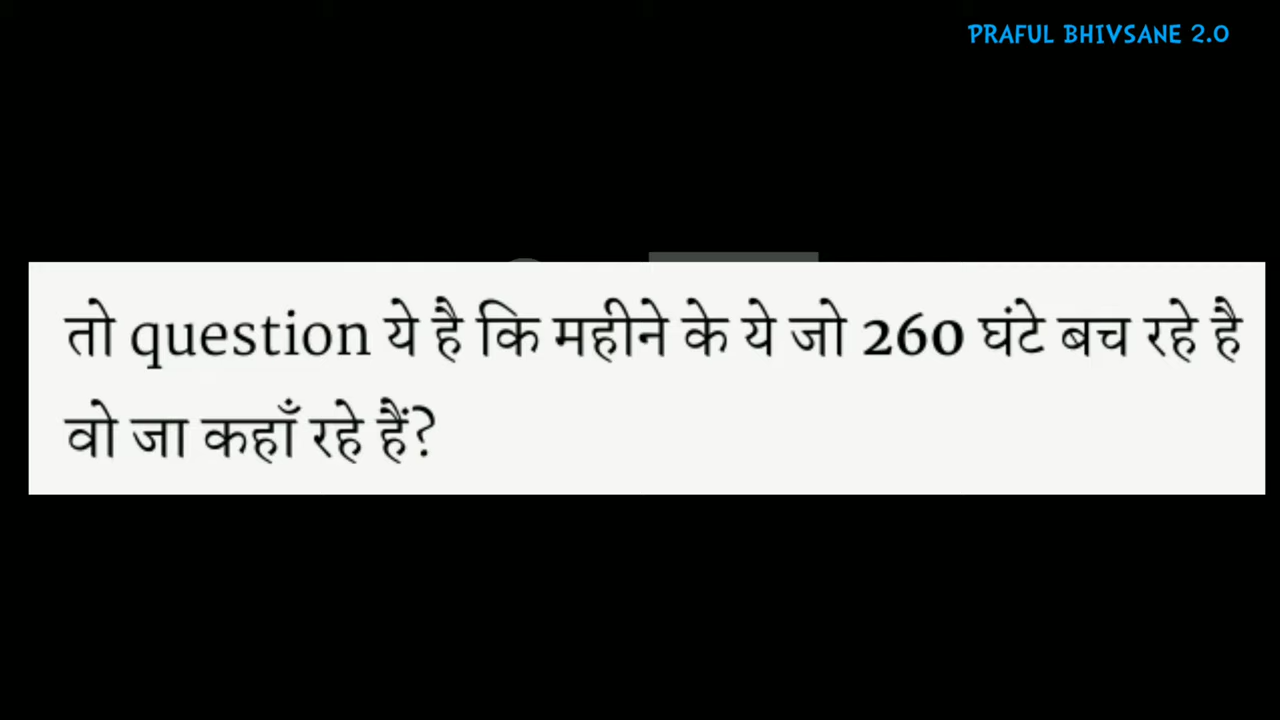 PRAFUL BHIVSANE 2.0
तो question ये है कि महीने के ये जो 260 घंटे बच रहे है
वो जा कहाँ रहे हैं?